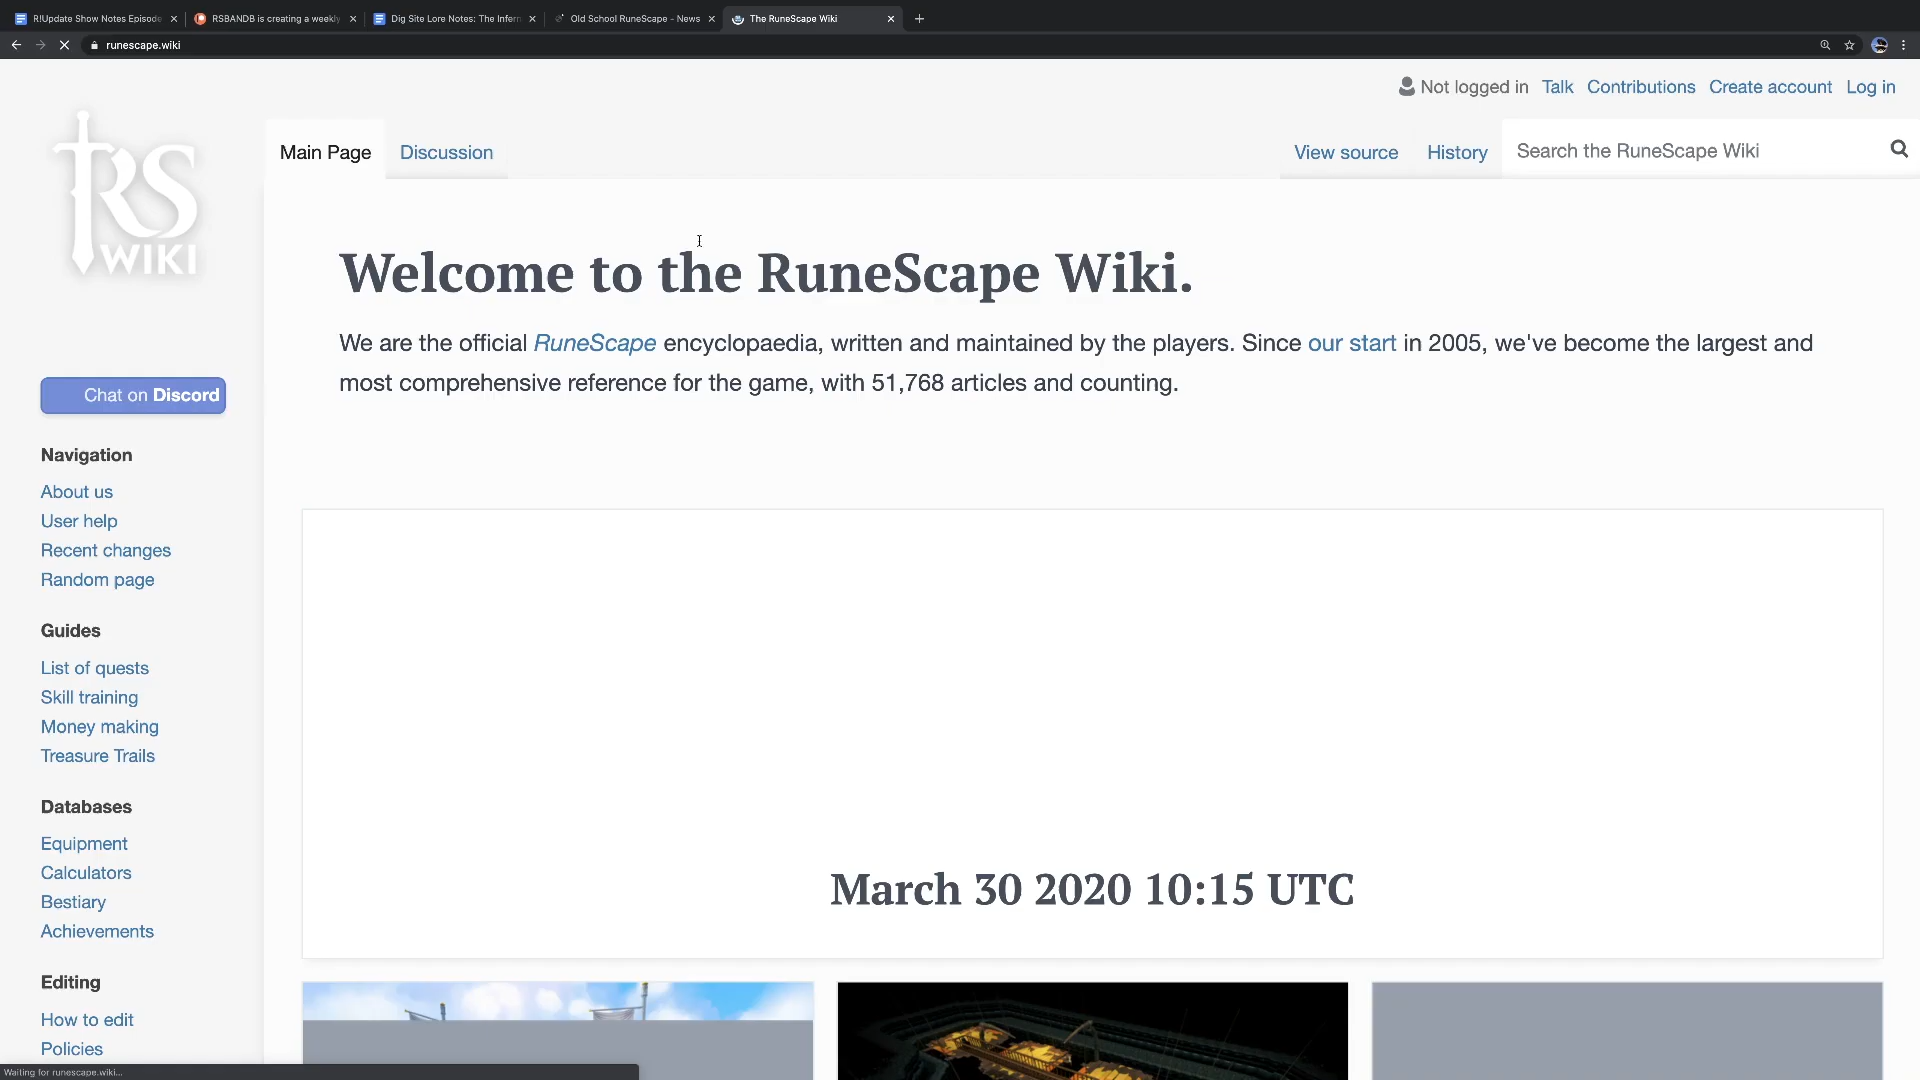 R!Update Show Notes Episode
RSBANDB is creating a weekly
Dig Site Lore Notes: The Infern
Old School RuneScape - News
The RuneScape Wiki
runescape.wiki
Not logged in
Talk
Contributions
Create account
Log in
RS
WIKI
Main Page
Discussion
View source
History
Search the RuneScape Wiki
Welcome to the RuneScape Wiki.
We are the official RuneScape encyclopaedia, written and maintained by the players. Since our start in 2005, we've become the largest and
most comprehensive reference for the game, with 51,768 articles and counting.
Chat on Discord
Navigation
About us
User help
Recent changes
Random page
Guides
List of quests
Skill training
Money making
Treasure Trails
Databases
Equipment
Calculators
Bestiary
Achievements
Editing
How to edit
Policies
March 30 2020 10:15 UTC
Waiting for runescape.wiki...